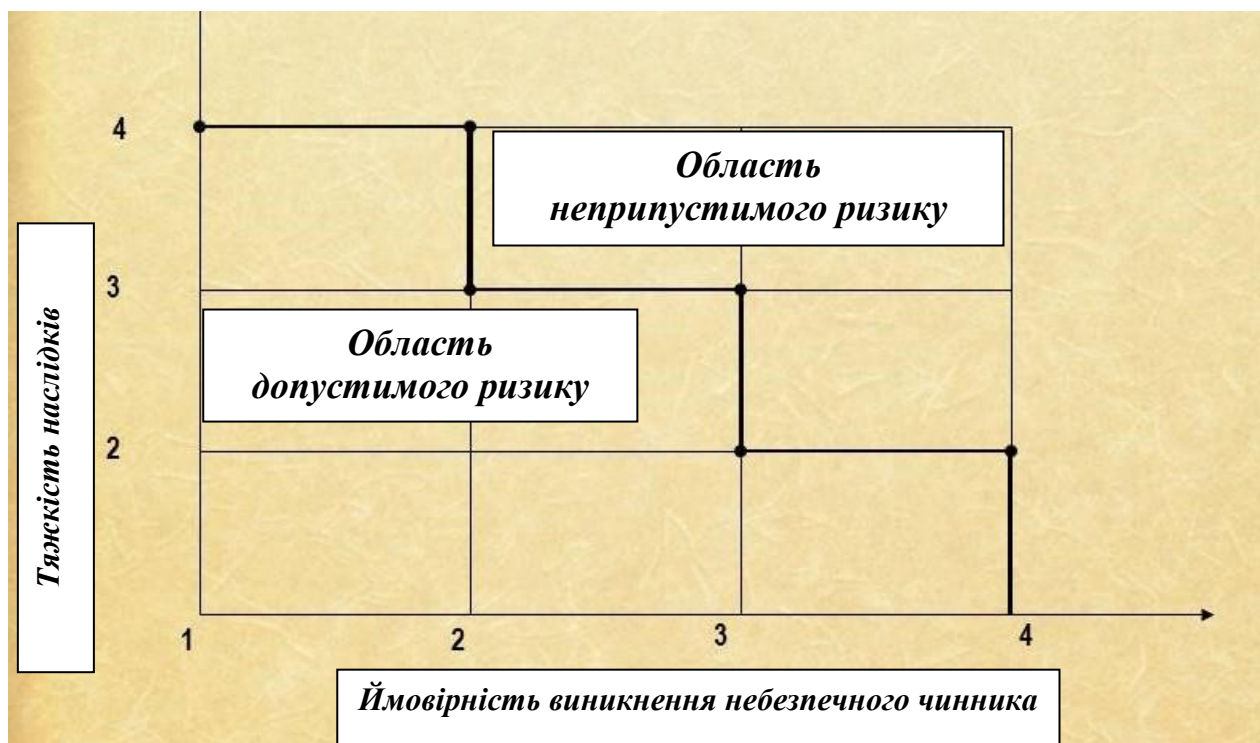 4
Область
неприпустимого ризику
3
Область
допустимого ризику
Тяжкість наслідків
2
1
2
3
4
Ймовірність виникнення небезпечного чинника